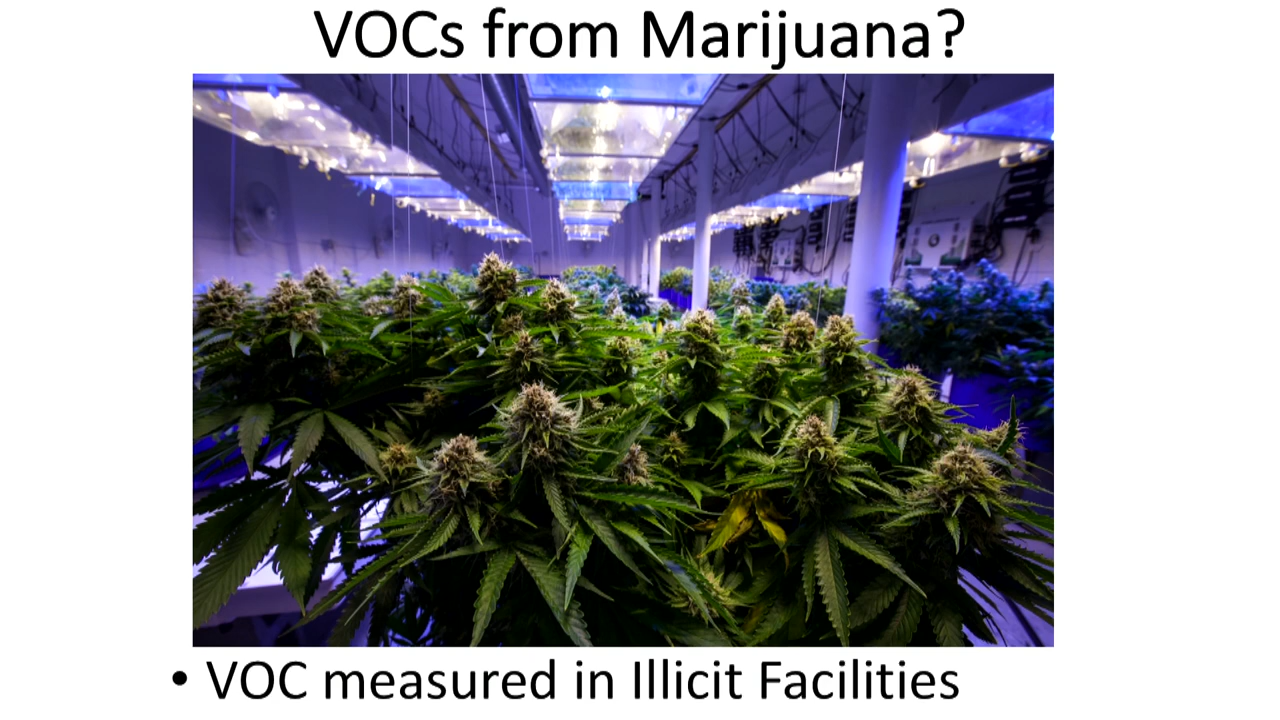 VOCs from Marijuana?
• VOC measured in Illicit Facilities